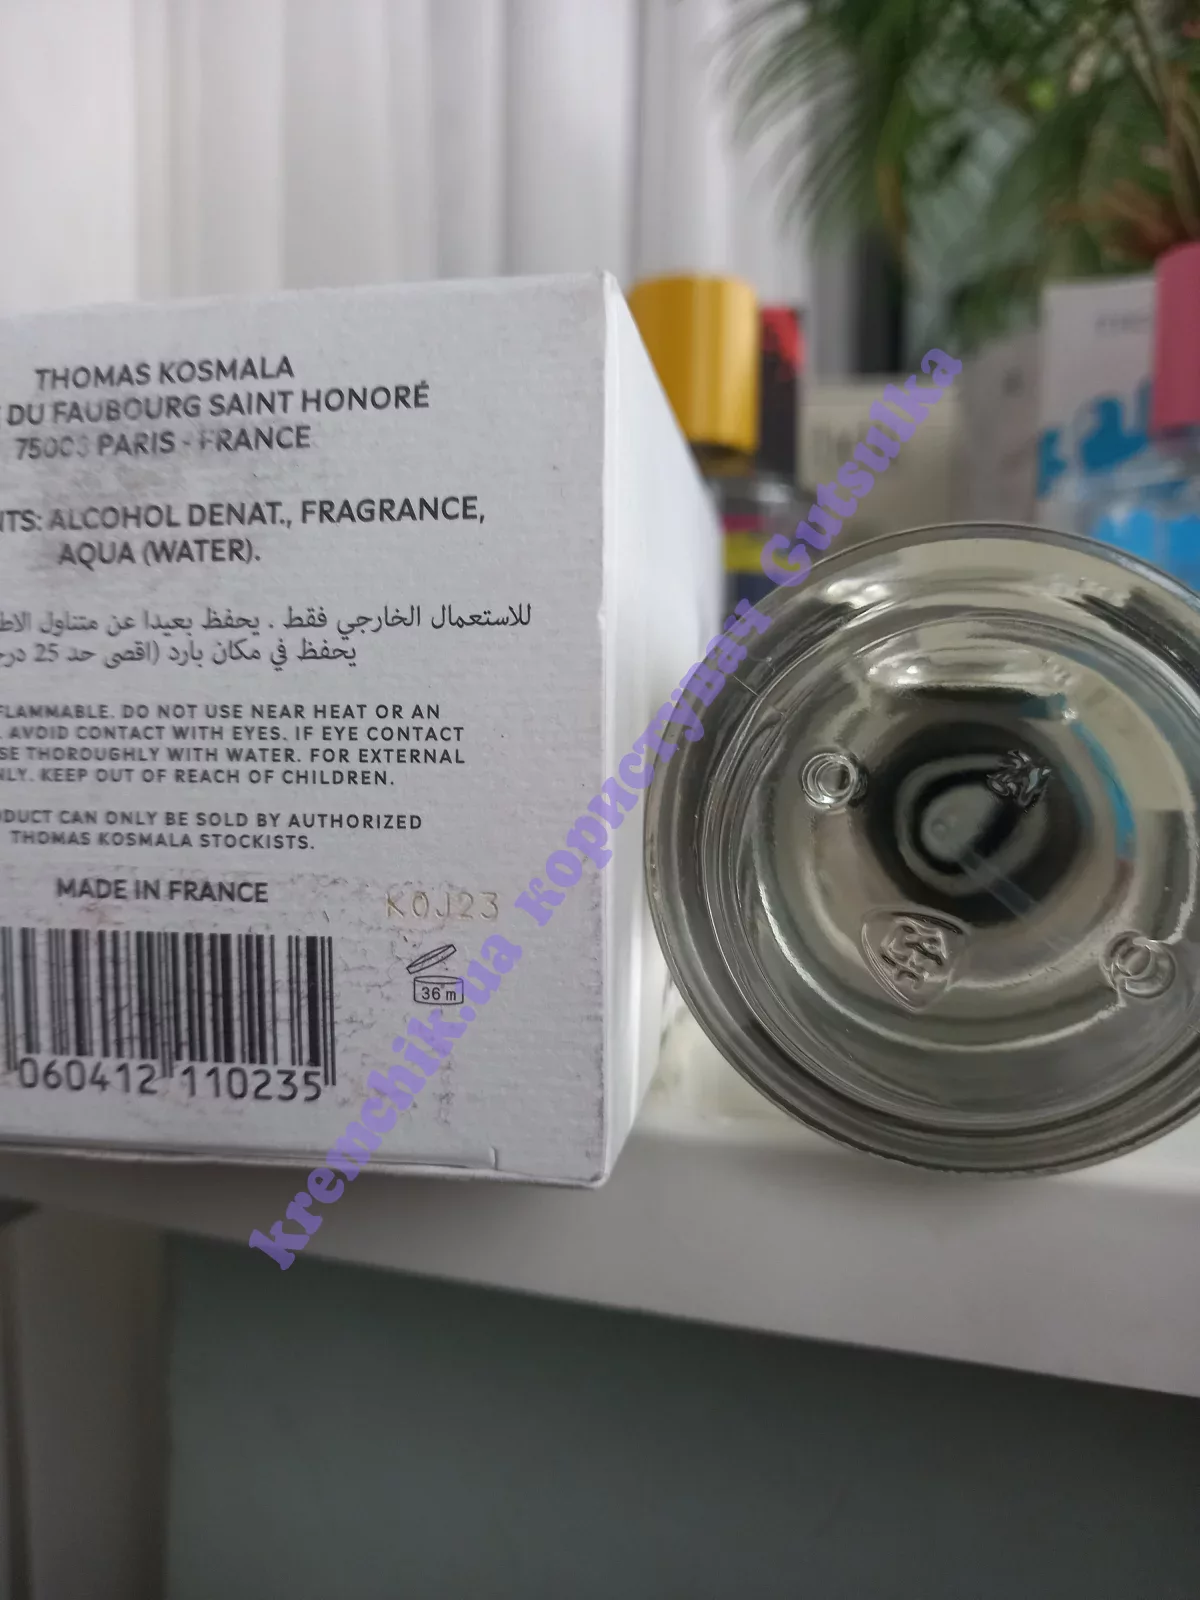 THOMAS KOSMALA
DU FAUBOURG SAINT HONORÉ
PARIS - FRANCE
ALCOHOL DENAT., FRAGRANCE,
AQUA (WATER).
للاستعمال الخارجي فقط . يحفظ بعيدا عن متناول
يحفظ في مكان بارد (اقصى حد 25
FLAMMABLE. DO NOT USE NEAR HEAT OR AN
AVOID CONTACT WITH EYES. IF EYE CONTACT
THOROUGHLY WITH WATER. FOR EXTERNAL
KEEP OUT OF REACH OF CHILDREN.
CAN ONLY BE SOLD BY AUTHORIZED
THOMAS KOSMALA STOCKISTS.
MADE IN FRANCE
K0J23
36 m
060412 110235
kremchik.ua користувач Gutsulka